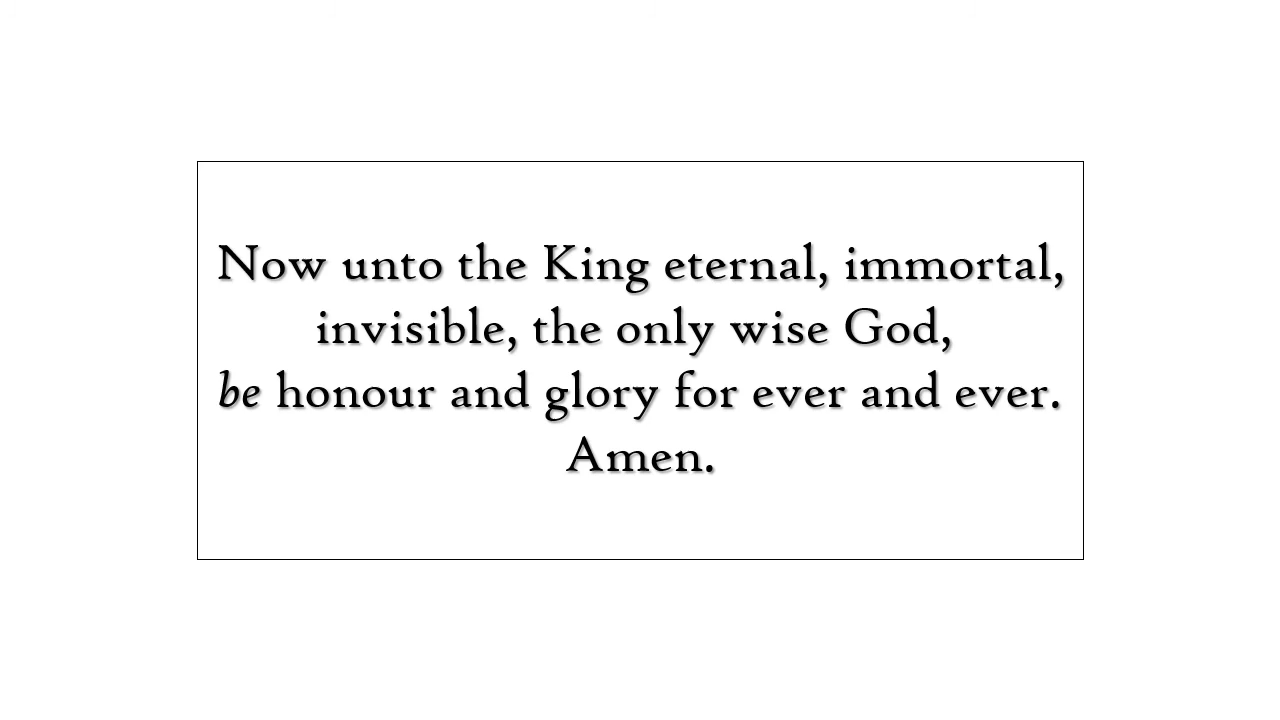 Now unto the King eternal, immortal,
invisible, the only wise God,
be honour and glory for ever and ever.
Amen.